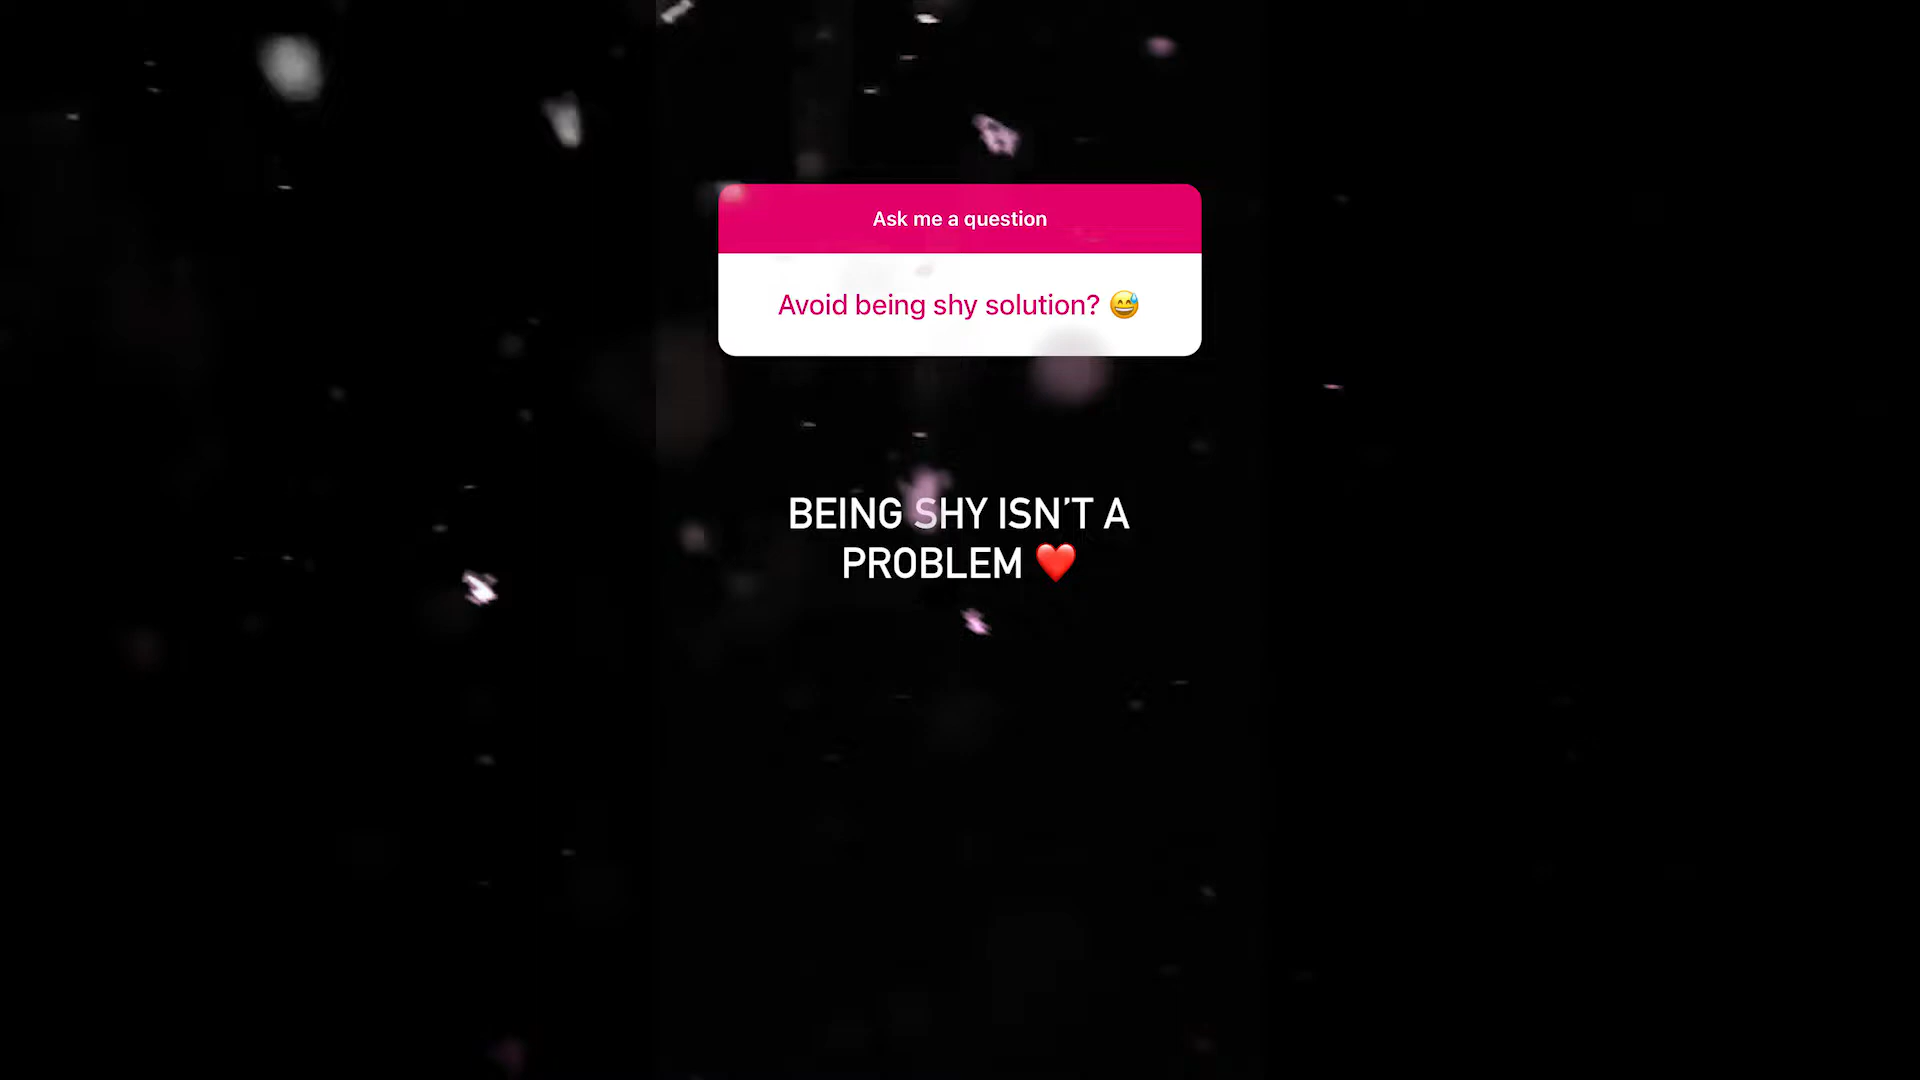 Ask me a question
Avoid being shy solution? 😅
BEING SHY ISN’T A
PROBLEM ❤️